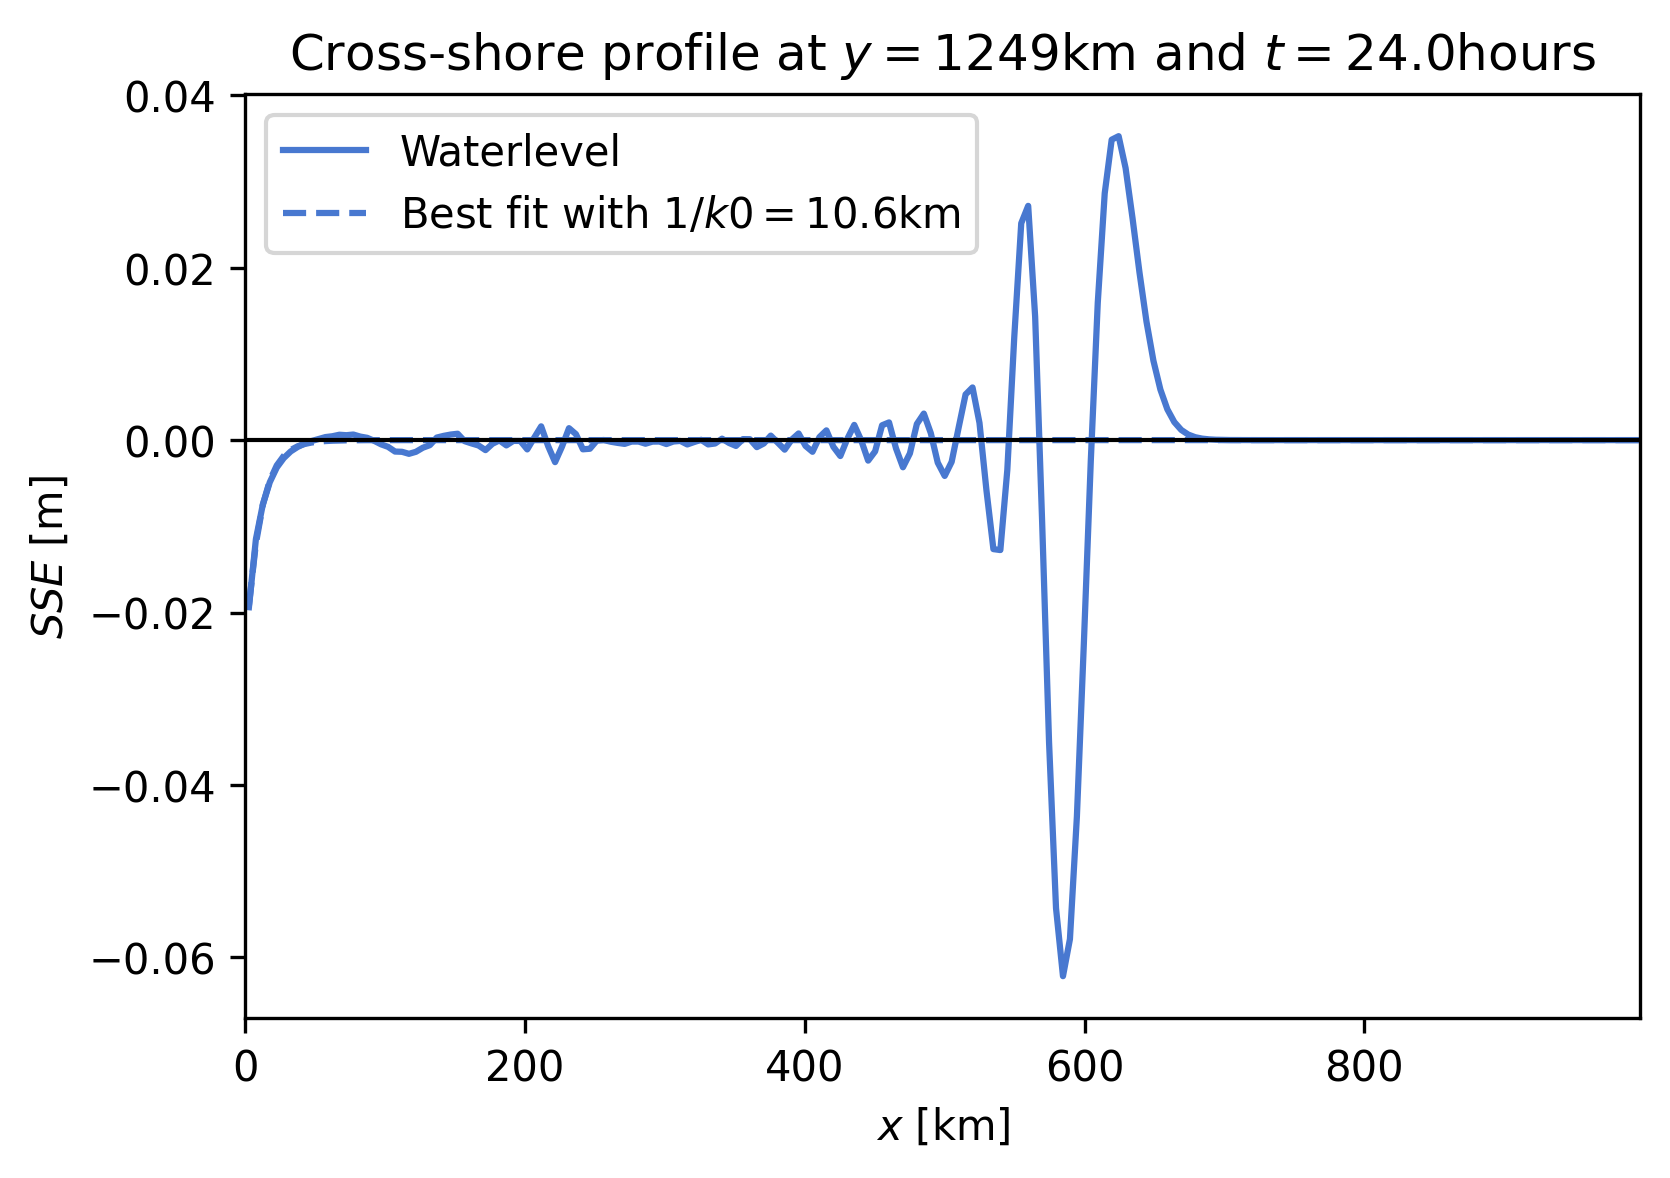 Cross-shore profile at y = 1249km and t = 24.0hours
Waterlevel
Best fit with 1/k0 = 10.6km
0.04
0.02
0.00
−0.02
−0.04
−0.06
SSE [m]
0 200 400 600 800
x [km]